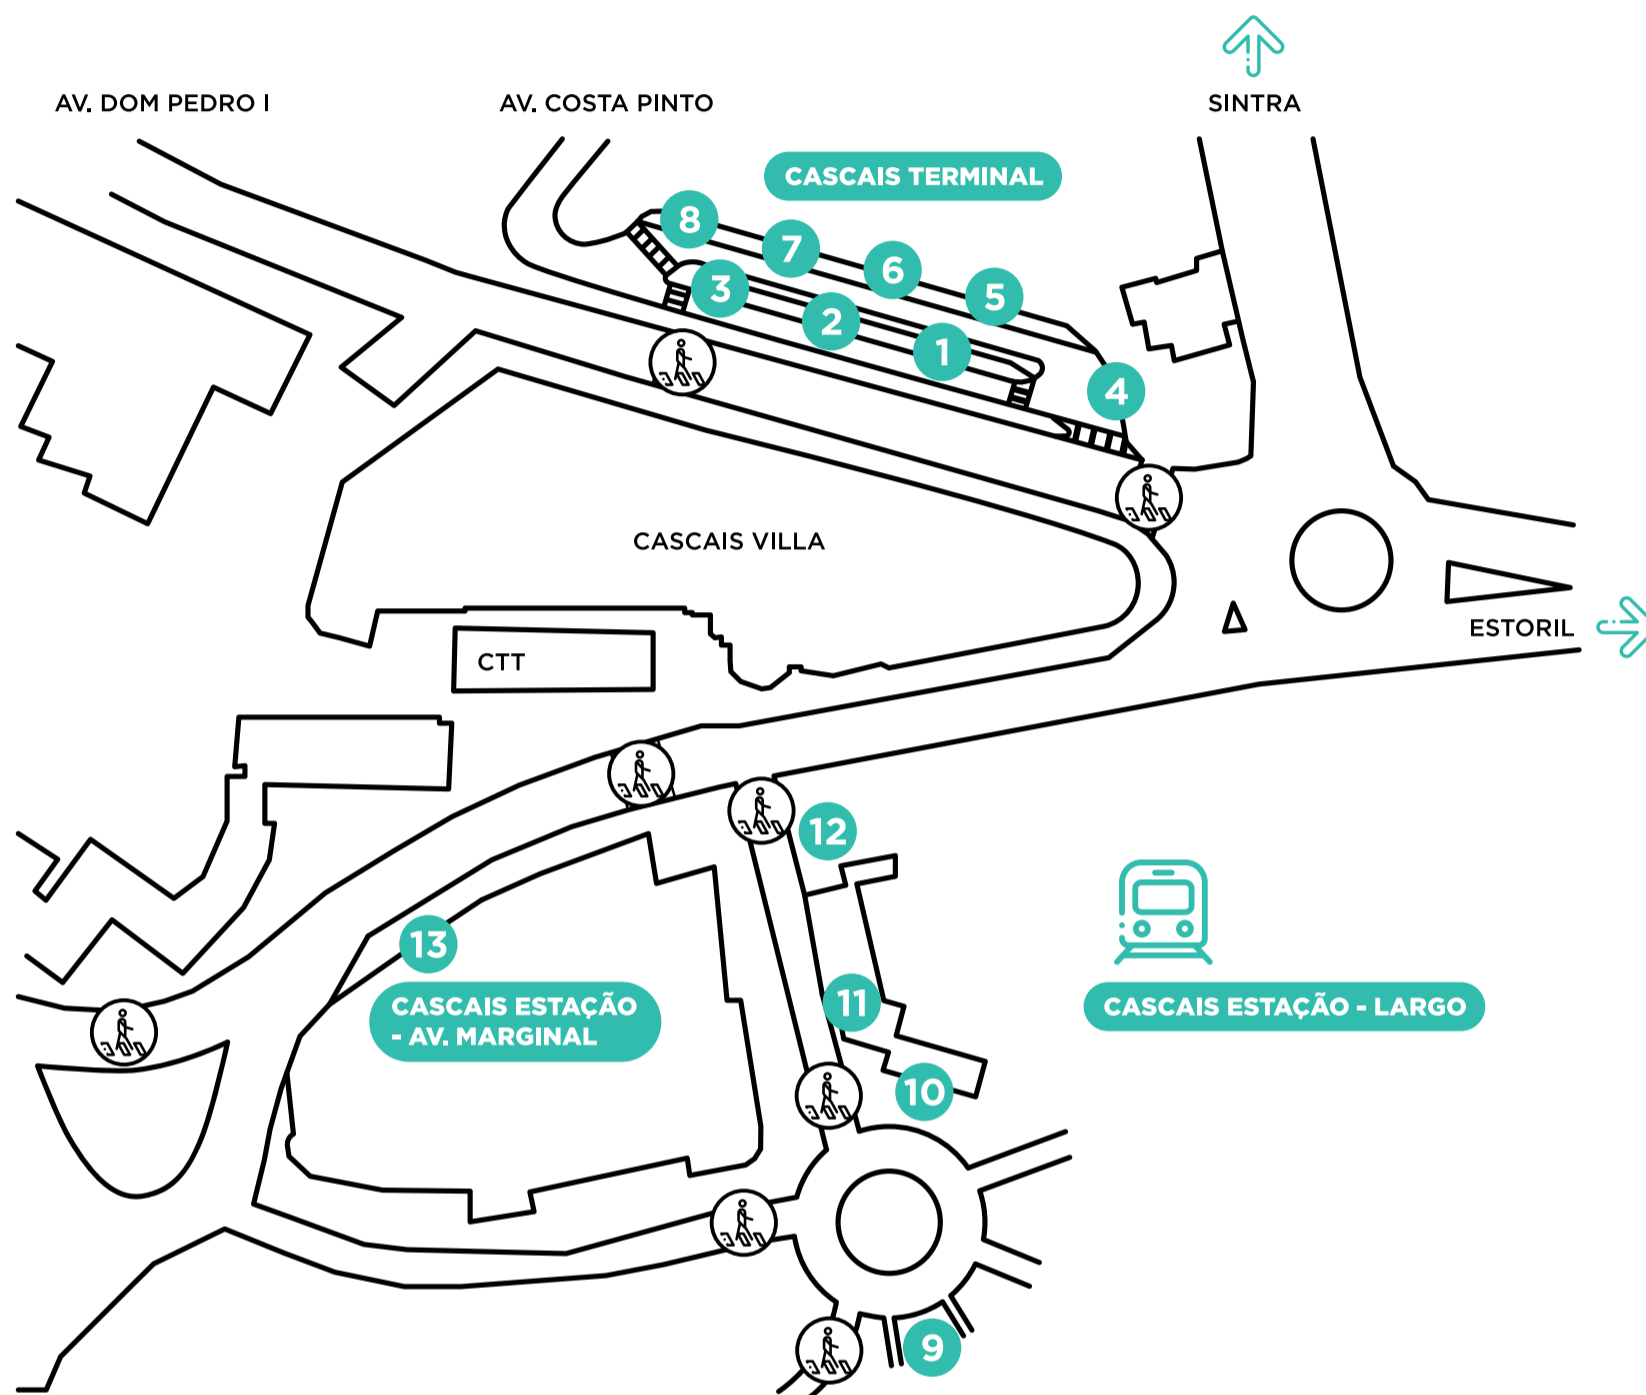 AV. DOM PEDRO I
AV. COSTA PINTO
SINTRA
CASCAIS TERMINAL
8
7
6
5
3
2
1
4
CASCAIS VILLA
ESTORIL
CTT
12
13
CASCAIS ESTAÇÃO
- AV. MARGINAL
11
CASCAIS ESTAÇÃO - LARGO
10
9